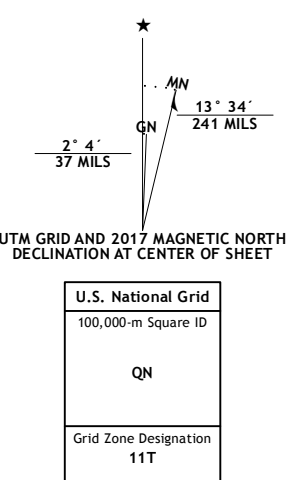 ★
MN
13° 34´
241 MILS
GN
2° 4´
37 MILS
UTM GRID AND 2017 MAGNETIC NORTH
DECLINATION AT CENTER OF SHEET
U.S. National Grid
100,000-m Square ID
QN
Grid Zone Designation
11T